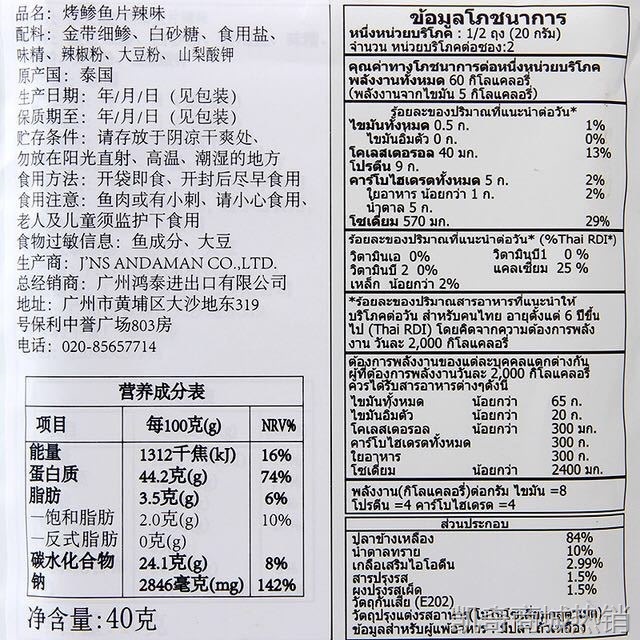 品名: 烤鲹鱼片辣味
配料: 金带细鲹、白砂糖、食用盐、
味精、辣椒粉、大豆粉、山梨酸钾
原产国: 泰国
生产日期: 年/月/日（见包装）
保质期至: 年/月/日（见包装）
贮存条件: 请存放于阴凉干爽处、
勿放在阳光直射、高温、潮湿的地方
食用方法: 开袋即食、开封后尽早食用
食用注意: 鱼肉或有小刺、请小心食用、
老人及儿童须监护下食用
食物过敏信息: 鱼成分、大豆
生产商: J'NS ANDAMAN CO.,LTD.
总经销商: 广州鸿泰进出口有限公司
地址: 广州市黄埔区大沙地东319
号保利中誉广场803房
电话: 020-85657714
营养成分表
项目 每100克(g) NRV%
能量 1312千焦(kJ) 16%
蛋白质 44.2克(g) 74%
脂肪 3.5克(g) 6%
—饱和脂肪 2.0克(g) 10%
—反式脂肪 0克(g)
碳水化合物 24.1克(g) 8%
钠 2846毫克(mg) 142%
净含量:40克
ข้อมูลโภชนาการ
หนึ่งหน่วยบริโภค : 1/2 ถุง (20 กรัม)
จำนวน หน่วยบริโภคต่อซอง:2
คุณค่าทางโภชนาการต่อหนึ่งหน่วยบริโภค
พลังงานทั้งหมด 60 กิโลแคลอรี่
(พลังงานจากไขมัน 5 กิโลแคลอรี่)
ร้อยละของปริมาณที่แนะนำต่อวัน*
ไขมันทั้งหมด 0.5 ก. 1%
ไขมันอิ่มตัว 0 ก. 0%
โคเลสเตอรอล 40 มก. 13%
โปรตีน 9 ก.
คาร์โบไฮเดรตทั้งหมด 5 ก. 2%
ใยอาหาร น้อยกว่า 1 ก. 2%
น้ำตาล 5 ก.
โซเดียม 570 มก. 29%
ร้อยละของปริมาณที่แนะนำต่อวัน* (%Thai RDI*)
วิตามินเอ 0% วิตามินบี1 0%
วิตามินบี 2 0% แคลเซียม 25 %
เหล็ก น้อยกว่า 2%
*ร้อยละของปริมาณสารอาหารที่แนะนำให้
บริโภคต่อวัน สำหรับคนไทย อายุตั้งแต่ 6 ปีขึ้น
ไป (Thai RDI) โดยคิดจากความต้องการพลัง
งาน วันละ 2,000 กิโลแคลอรี่
ต้องการพลังงานของแต่ละบุคคลแตกต่างกัน
ผู้ที่ต้องการพลังงานวันละ 2,000 กิโลแคลอรี่
ควรได้รับสารอาหารต่างๆดังนี้
ไขมันทั้งหมด น้อยกว่า 65 ก.
ไขมันอิ่มตัว น้อยกว่า 20 ก.
โคเลสเตอรอล น้อยกว่า 300 มก.
คาร์โบไฮเดรตทั้งหมด 300 ก.
ใยอาหาร 300 ก.
โซเดียม น้อยกว่า 2400 มก.
พลังงาน(กิโลแคลอรี่)ต่อกรัม ไขมัน =8
โปรตีน =4 คาร์โบไฮเดรต =4
ส่วนประกอบ
ปลาข้างเหลือง 84%
น้ำตาลทราย 10%
เกลือเสริมไอโอดีน 2.99%
สารปรุงรส 1.5%
ผงปรุงรสเผ็ด 1.5%
วัตถุกันเสีย (E202)
วัตถุปรุงแต่งรสอาหาร
ข้อมูลสำหรับผู้แพ้อาหาร